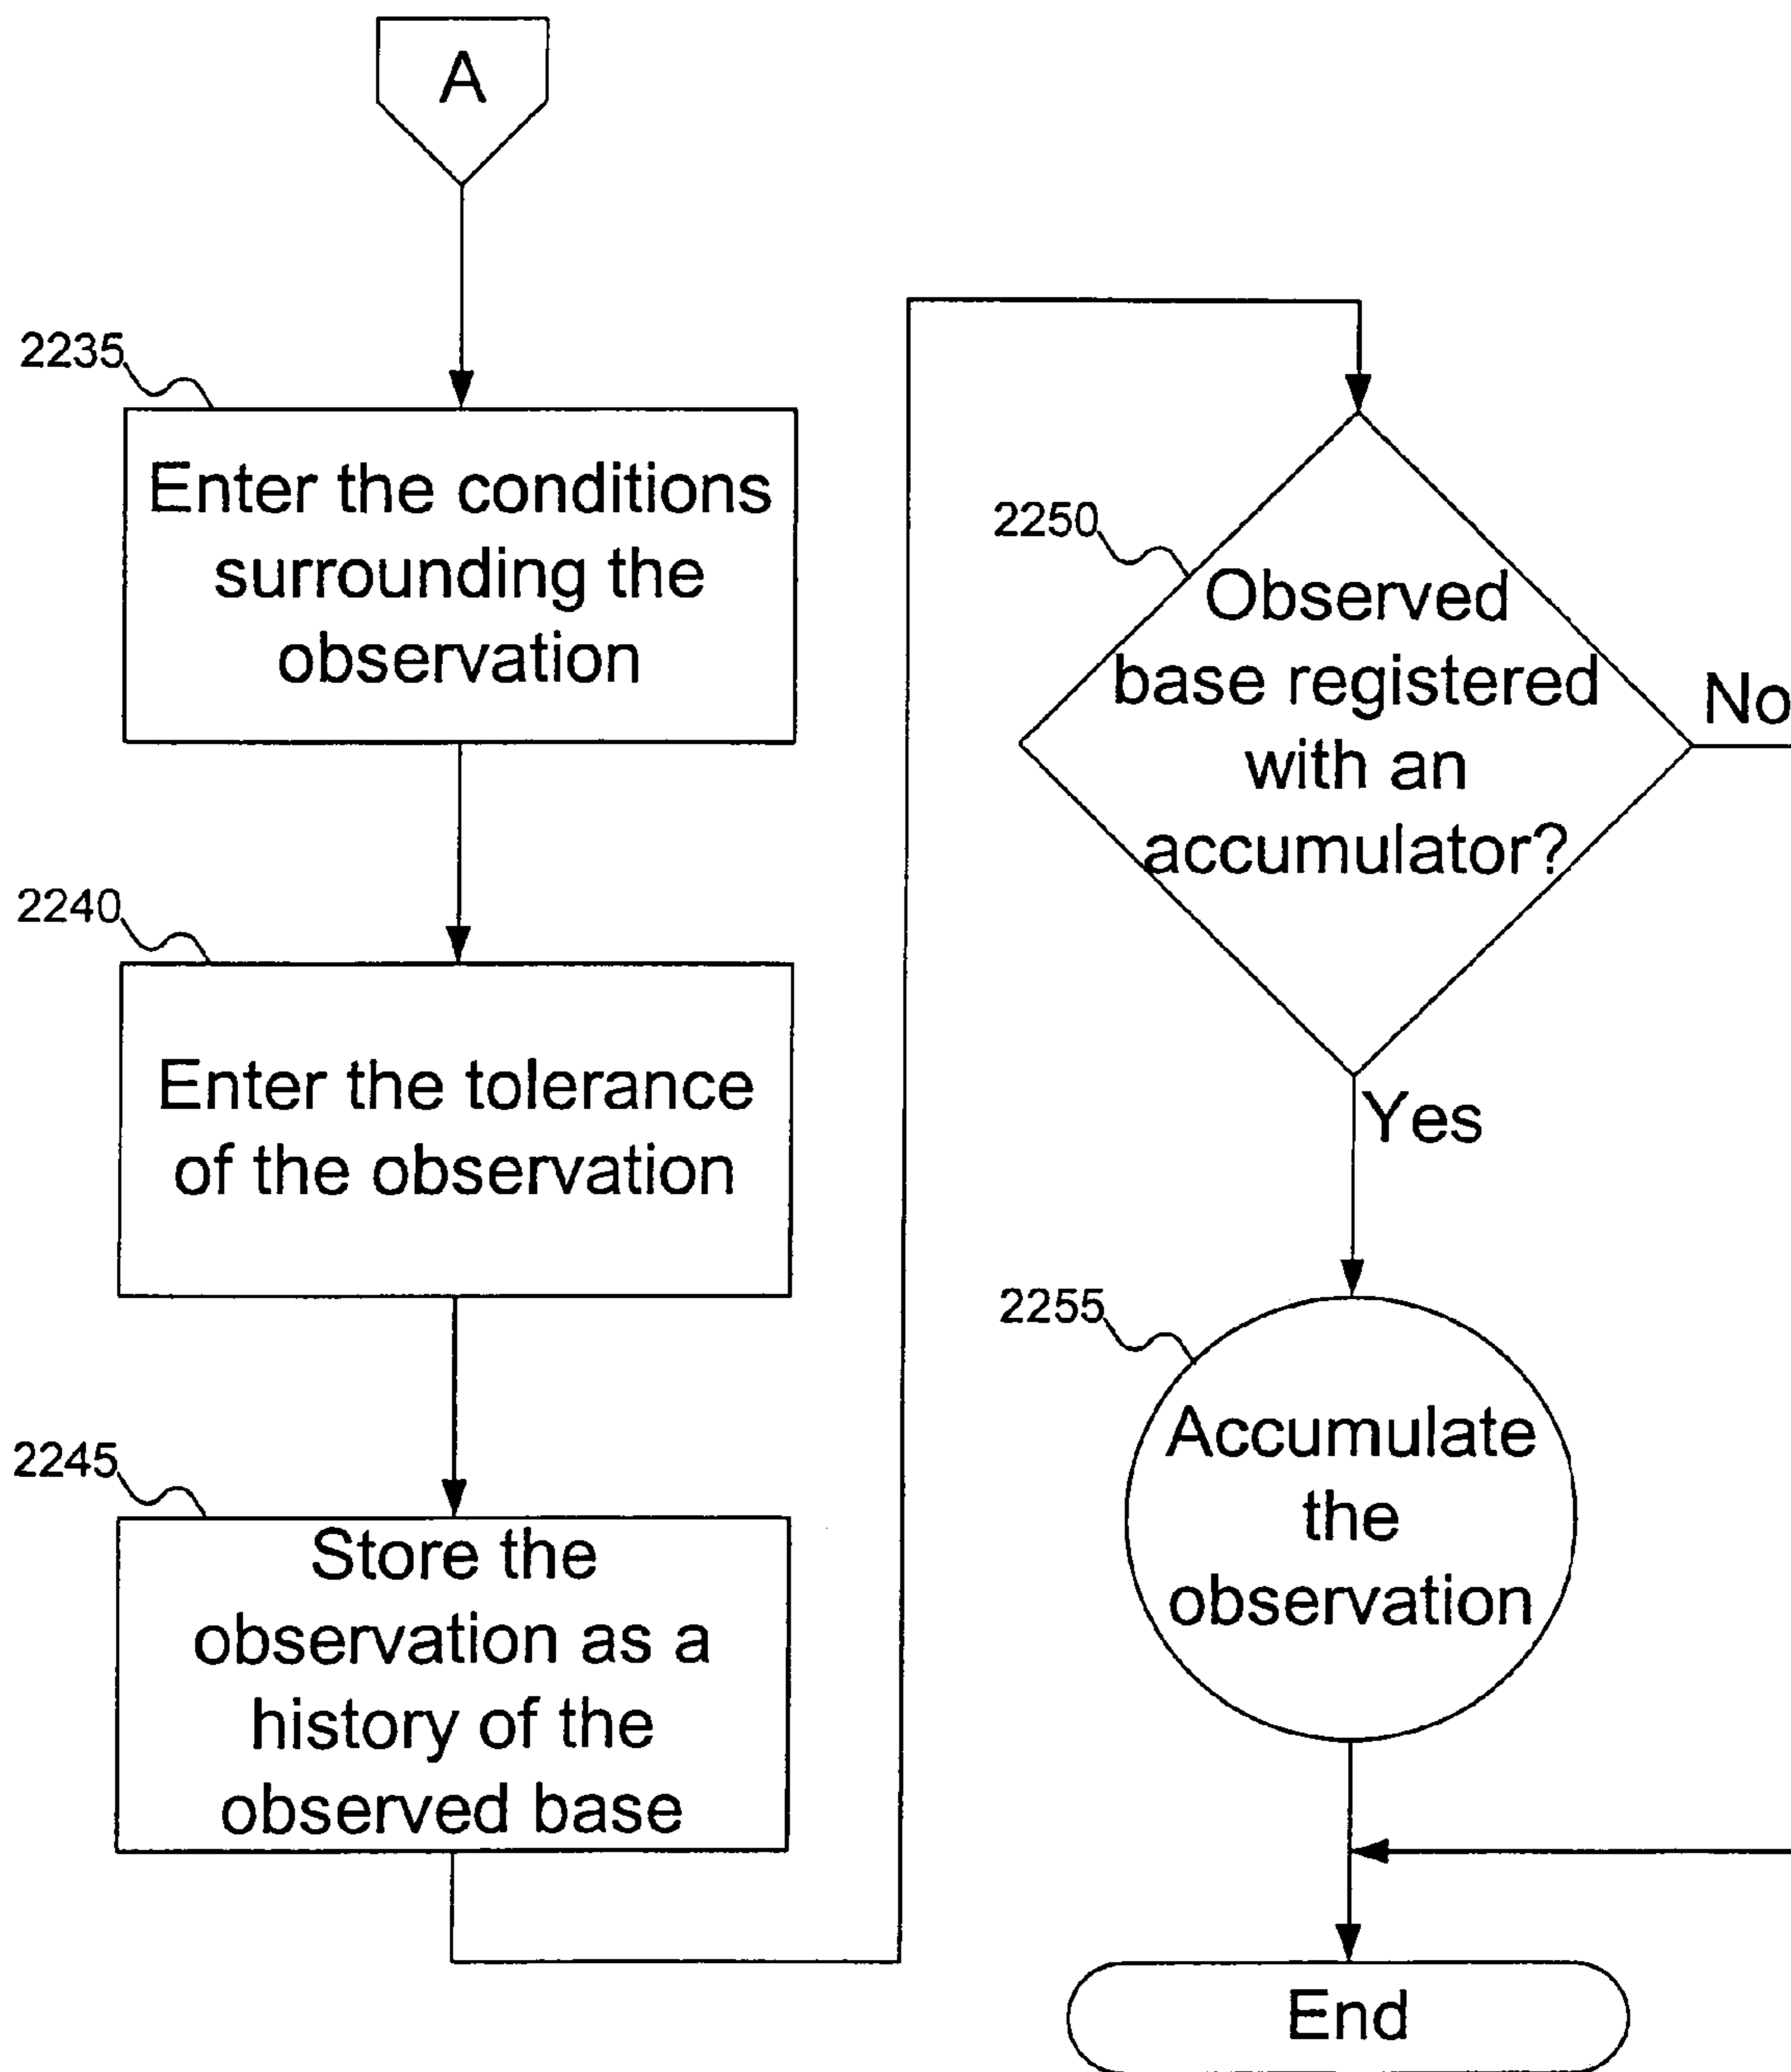 A
2235
Enter the conditions
surrounding the
observation
2240
Enter the tolerance
of the observation
2245
Store the
observation as a
history of the
observed base
2250
Observed
base registered
with an
accumulator?
No
Yes
2255
Accumulate
the
observation
End